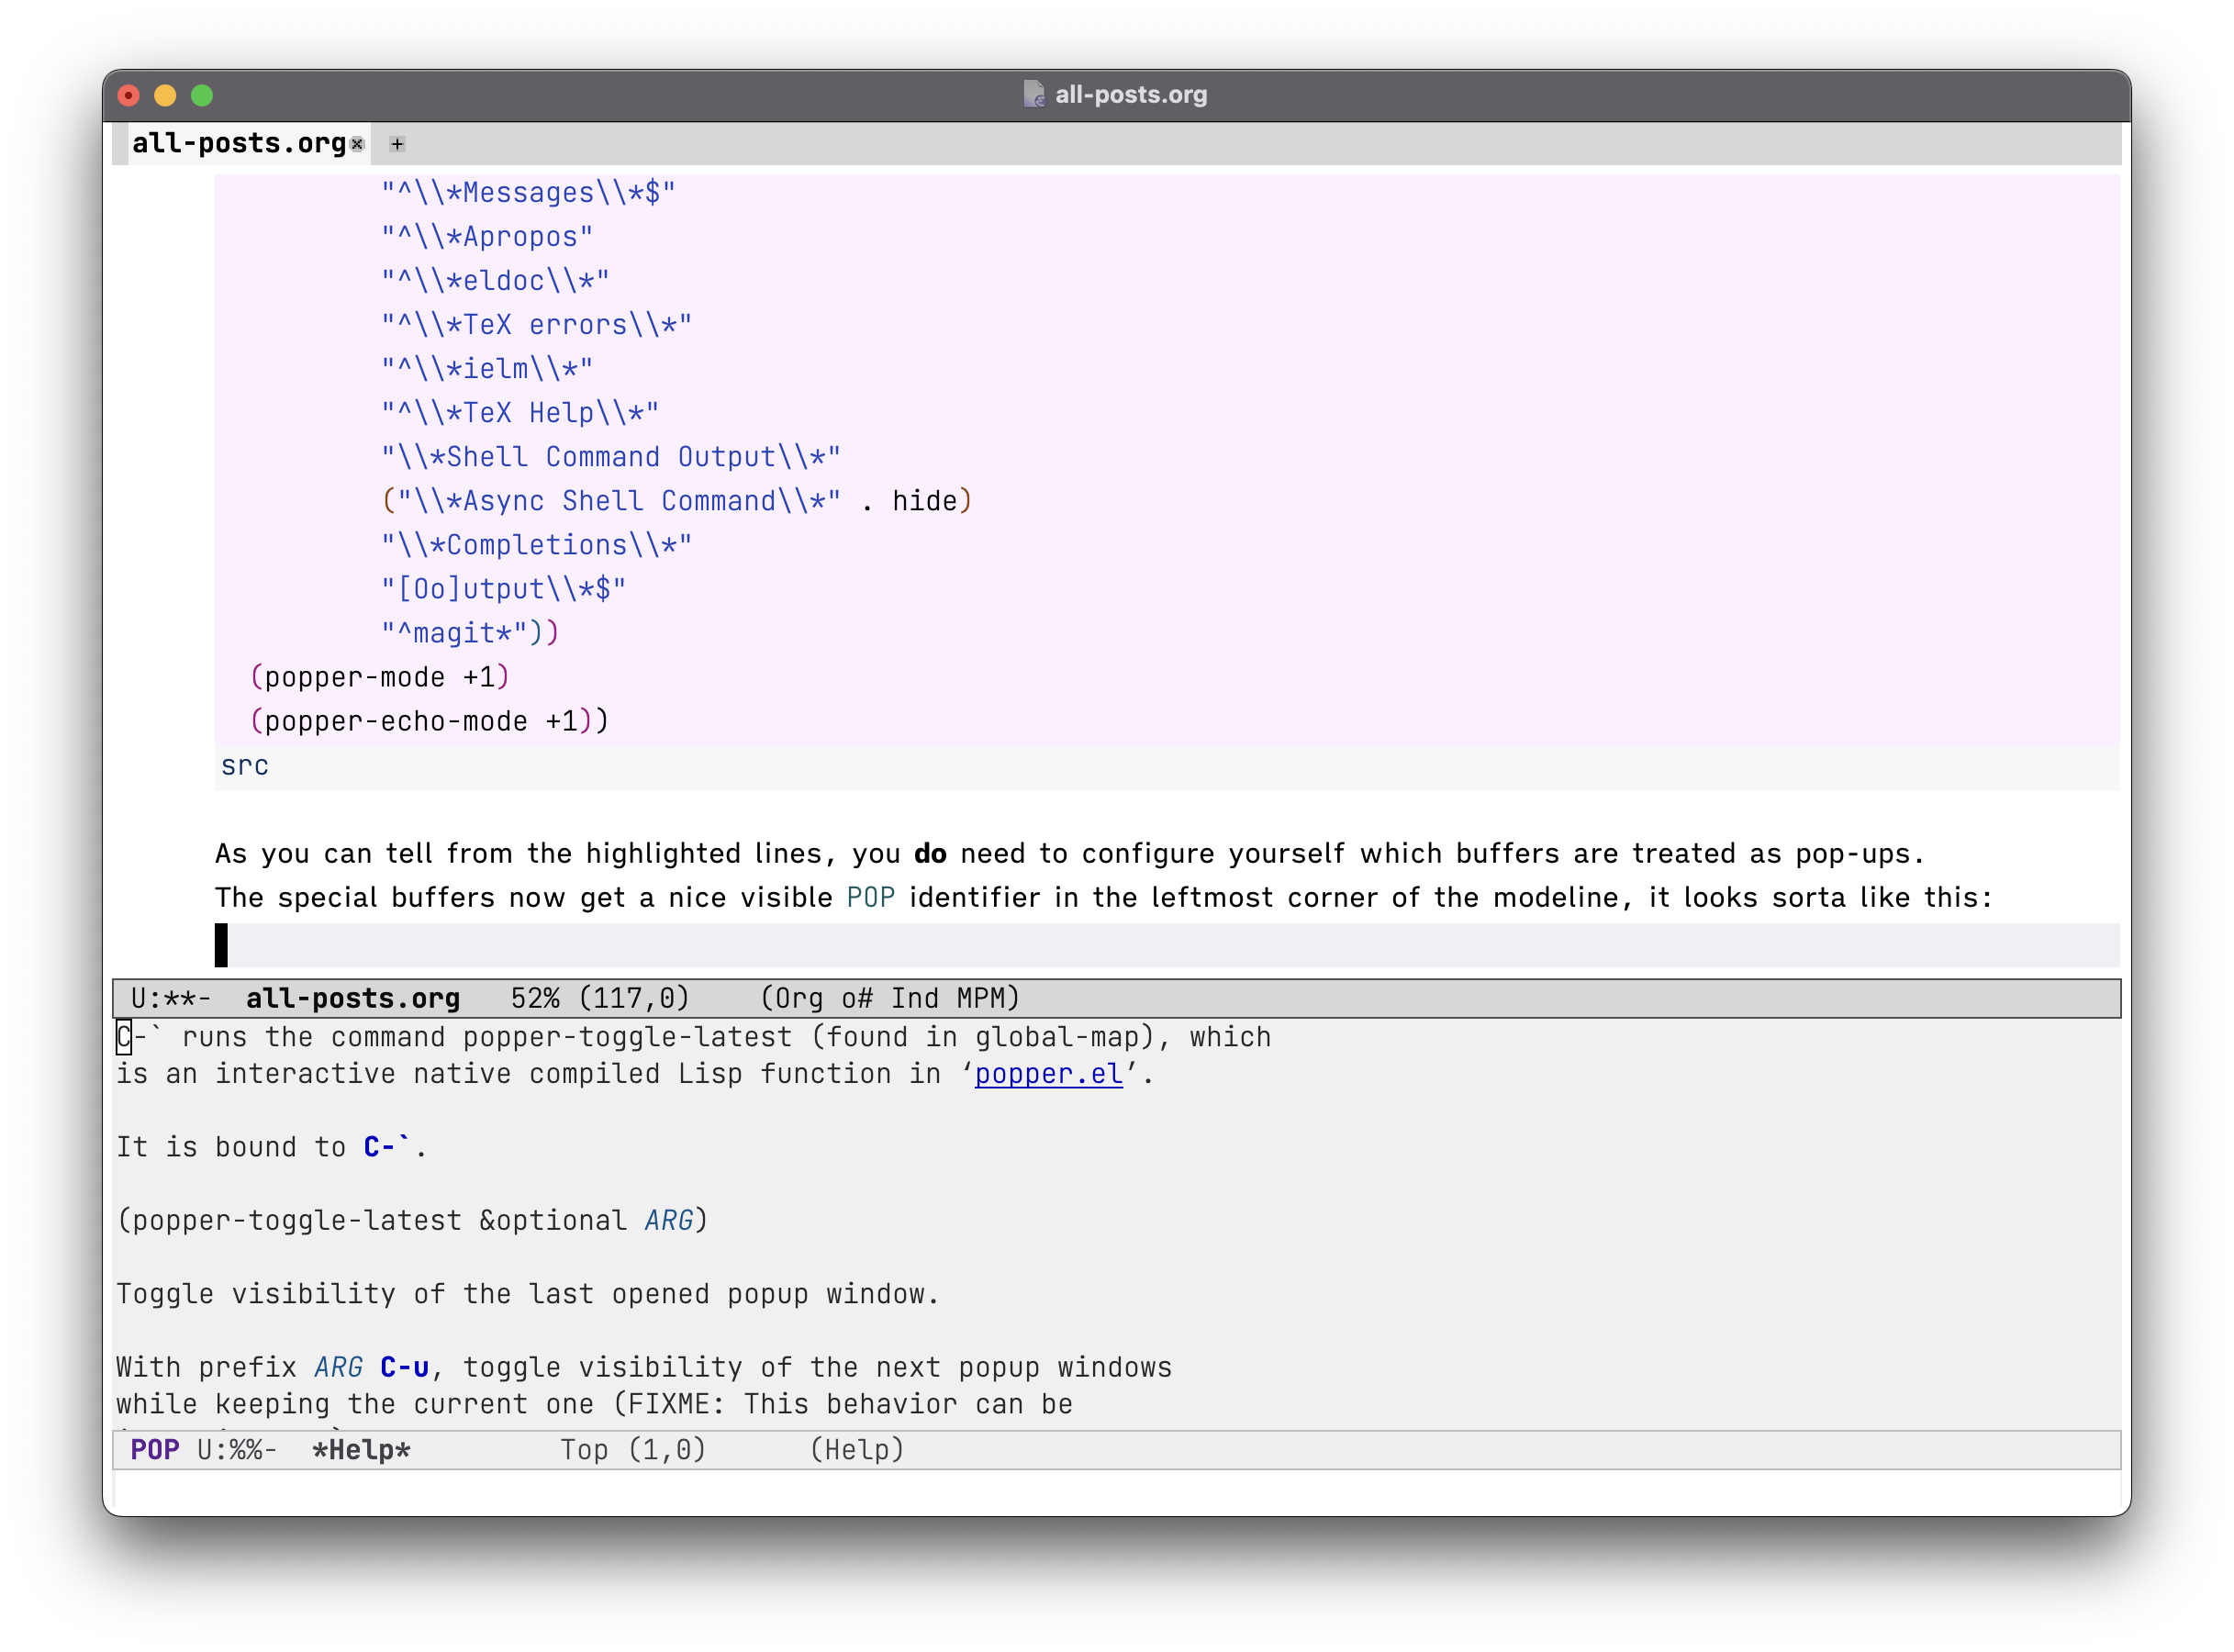 all-posts.org
all-posts.org
"^\\*Messages\\*$"
"^\\*Apropos"
"^\\*eldoc\\*"
"^\\*TeX errors\\*"
"^\\*ielm\\*"
"^\\*TeX Help\\*"
"\\*Shell Command Output\\*"
("\\*Async Shell Command\\*" . hide)
"\\*Completions\\*"
"[Oo]utput\\*$"
"^magit*"))
(popper-mode +1)
(popper-echo-mode +1))
src
As you can tell from the highlighted lines, you do need to configure yourself which buffers are treated as pop-ups.
The special buffers now get a nice visible POP identifier in the leftmost corner of the modeline, it looks sorta like this:
U:**-  all-posts.org   52% (117,0)    (Org o# Ind MPM)
C-` runs the command popper-toggle-latest (found in global-map), which
is an interactive native compiled Lisp function in ‘popper.el’.
It is bound to C-`.
(popper-toggle-latest &optional ARG)
Toggle visibility of the last opened popup window.
With prefix ARG C-u, toggle visibility of the next popup windows
while keeping the current one (FIXME: This behavior can be
POP U:%%-  *Help*         Top (1,0)      (Help)